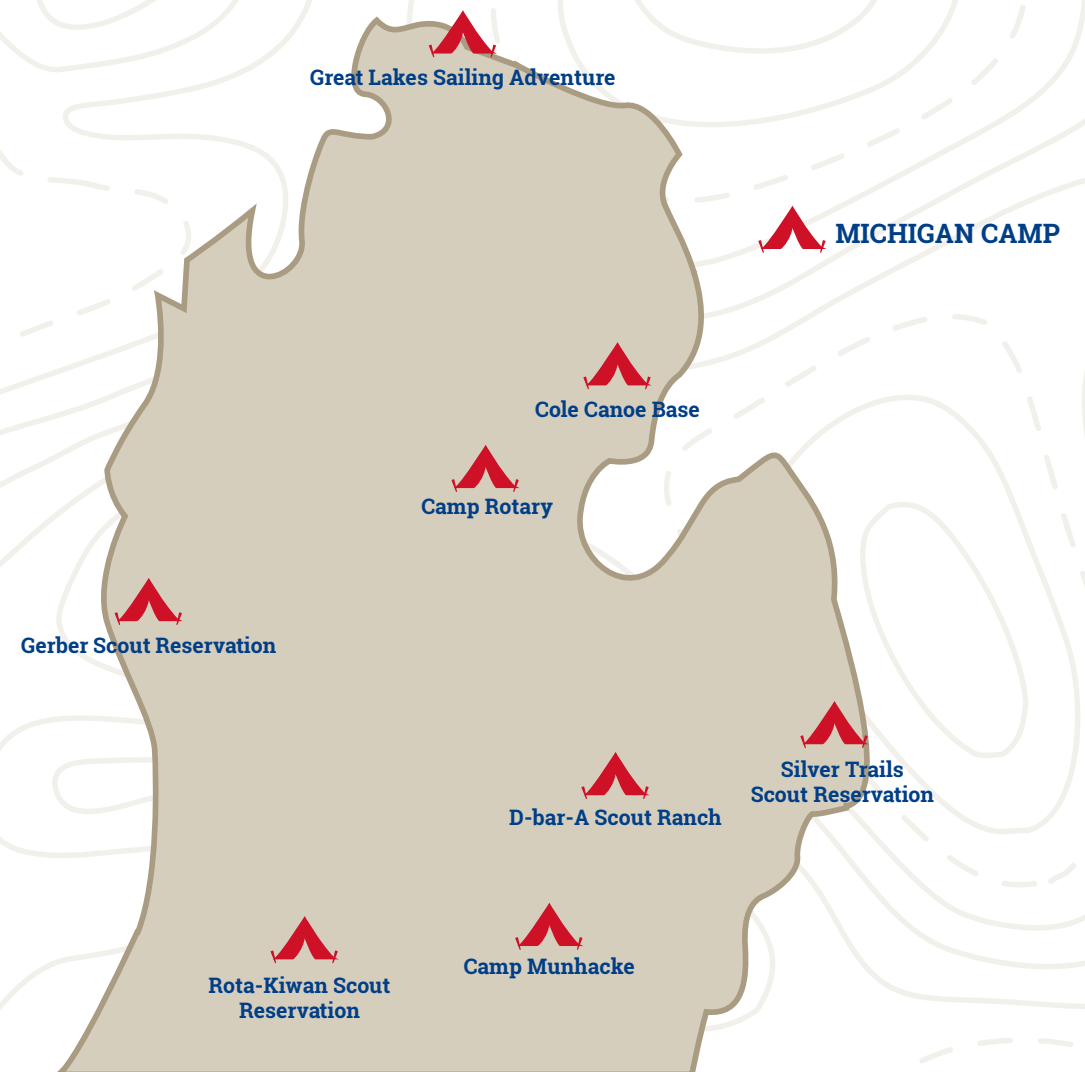 Great Lakes Sailing Adventure
MICHIGAN CAMP
Cole Canoe Base
Camp Rotary
Gerber Scout Reservation
Silver Trails
Scout Reservation
D-bar-A Scout Ranch
Camp Munhacke
Rota-Kiwan Scout
Reservation